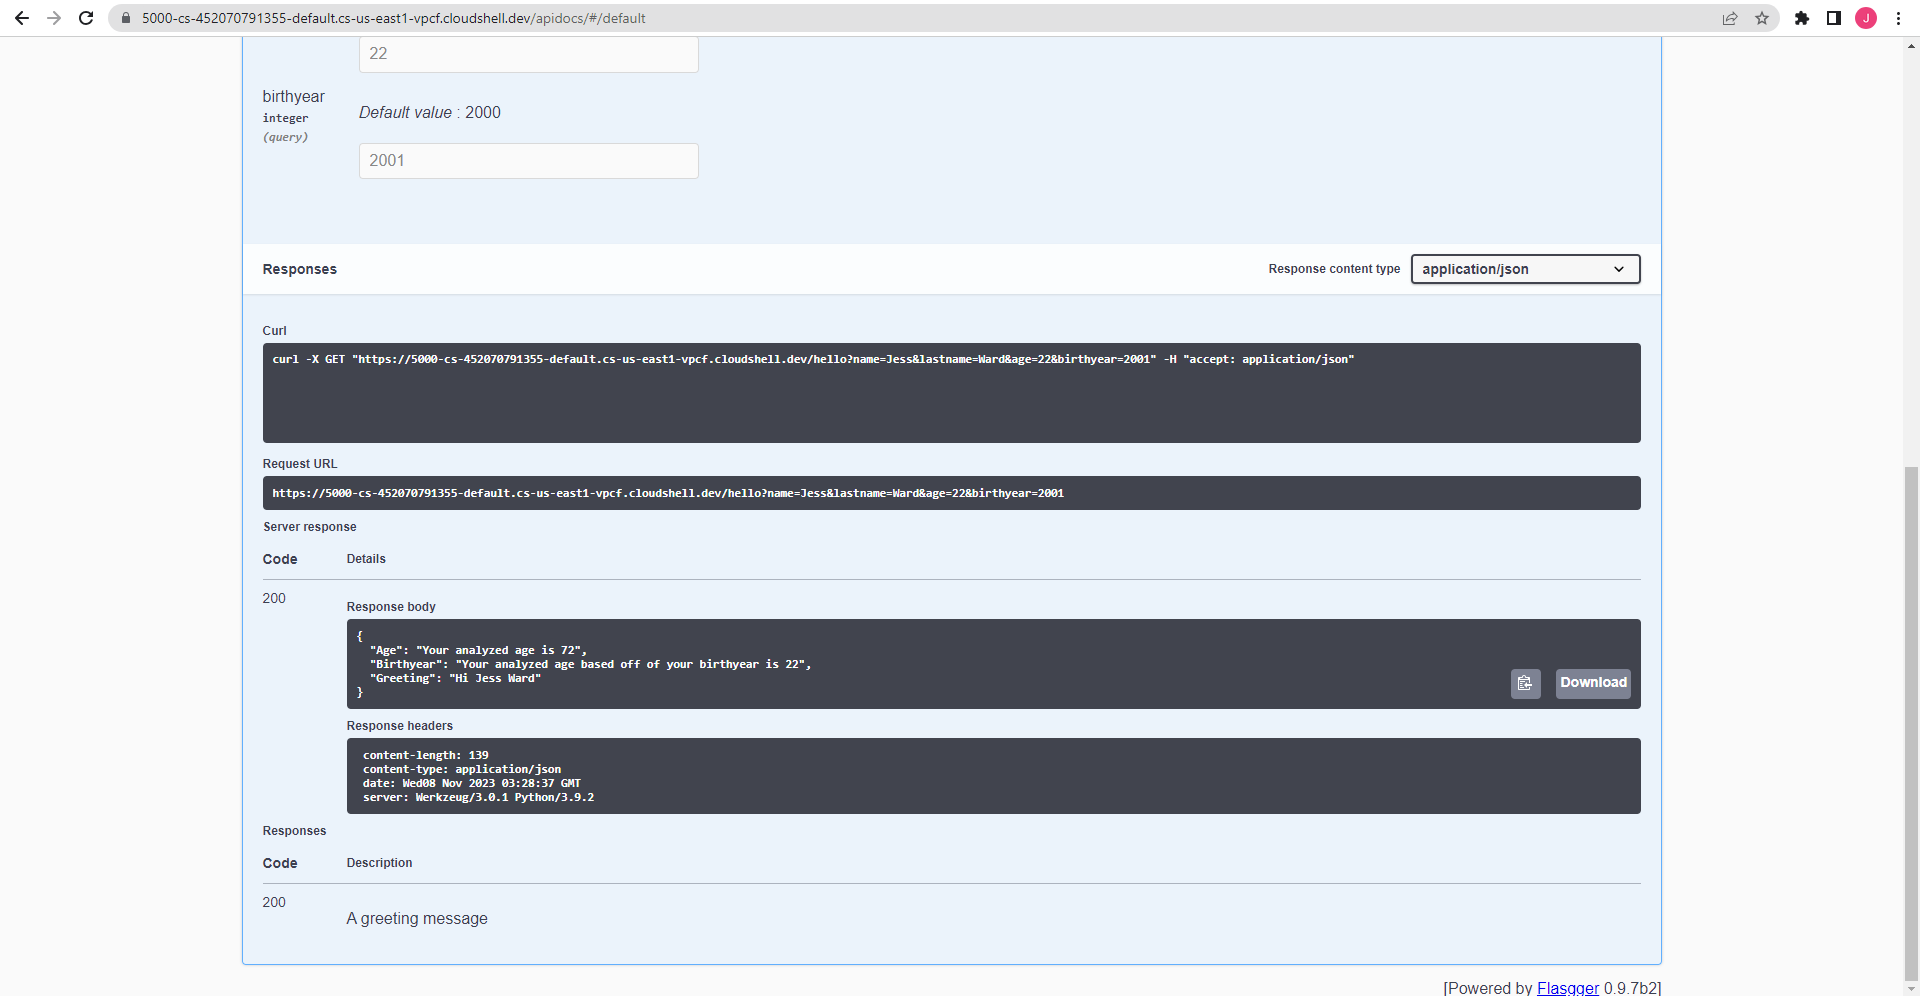 5000-cs-452070791355-default.cs-us-east1-vpcf.cloudshell.dev/apidocs/#/default
J
22
birthyear
integer
(query)
Default value : 2000
2001
Responses
Response content type
application/json
Curl
curl -X GET "https://5000-cs-452070791355-default.cs-us-east1-vpcf.cloudshell.dev/hello?name=Jess&lastname=Ward&age=22&birthyear=2001" -H "accept: application/json"
Request URL
https://5000-cs-452070791355-default.cs-us-east1-vpcf.cloudshell.dev/hello?name=Jess&lastname=Ward&age=22&birthyear=2001
Server response
Code Details
200
Response body
{
"Age": "Your analyzed age is 72",
"Birthyear": "Your analyzed age based off of your birthyear is 22",
"Greeting": "Hi Jess Ward"
}
Download
Response headers
content-length: 139
content-type: application/json
date: Wed08 Nov 2023 03:28:37 GMT
server: Werkzeug/3.0.1 Python/3.9.2
Responses
Code Description
200
A greeting message
[Powered by Flasgger 0.9.7b2]